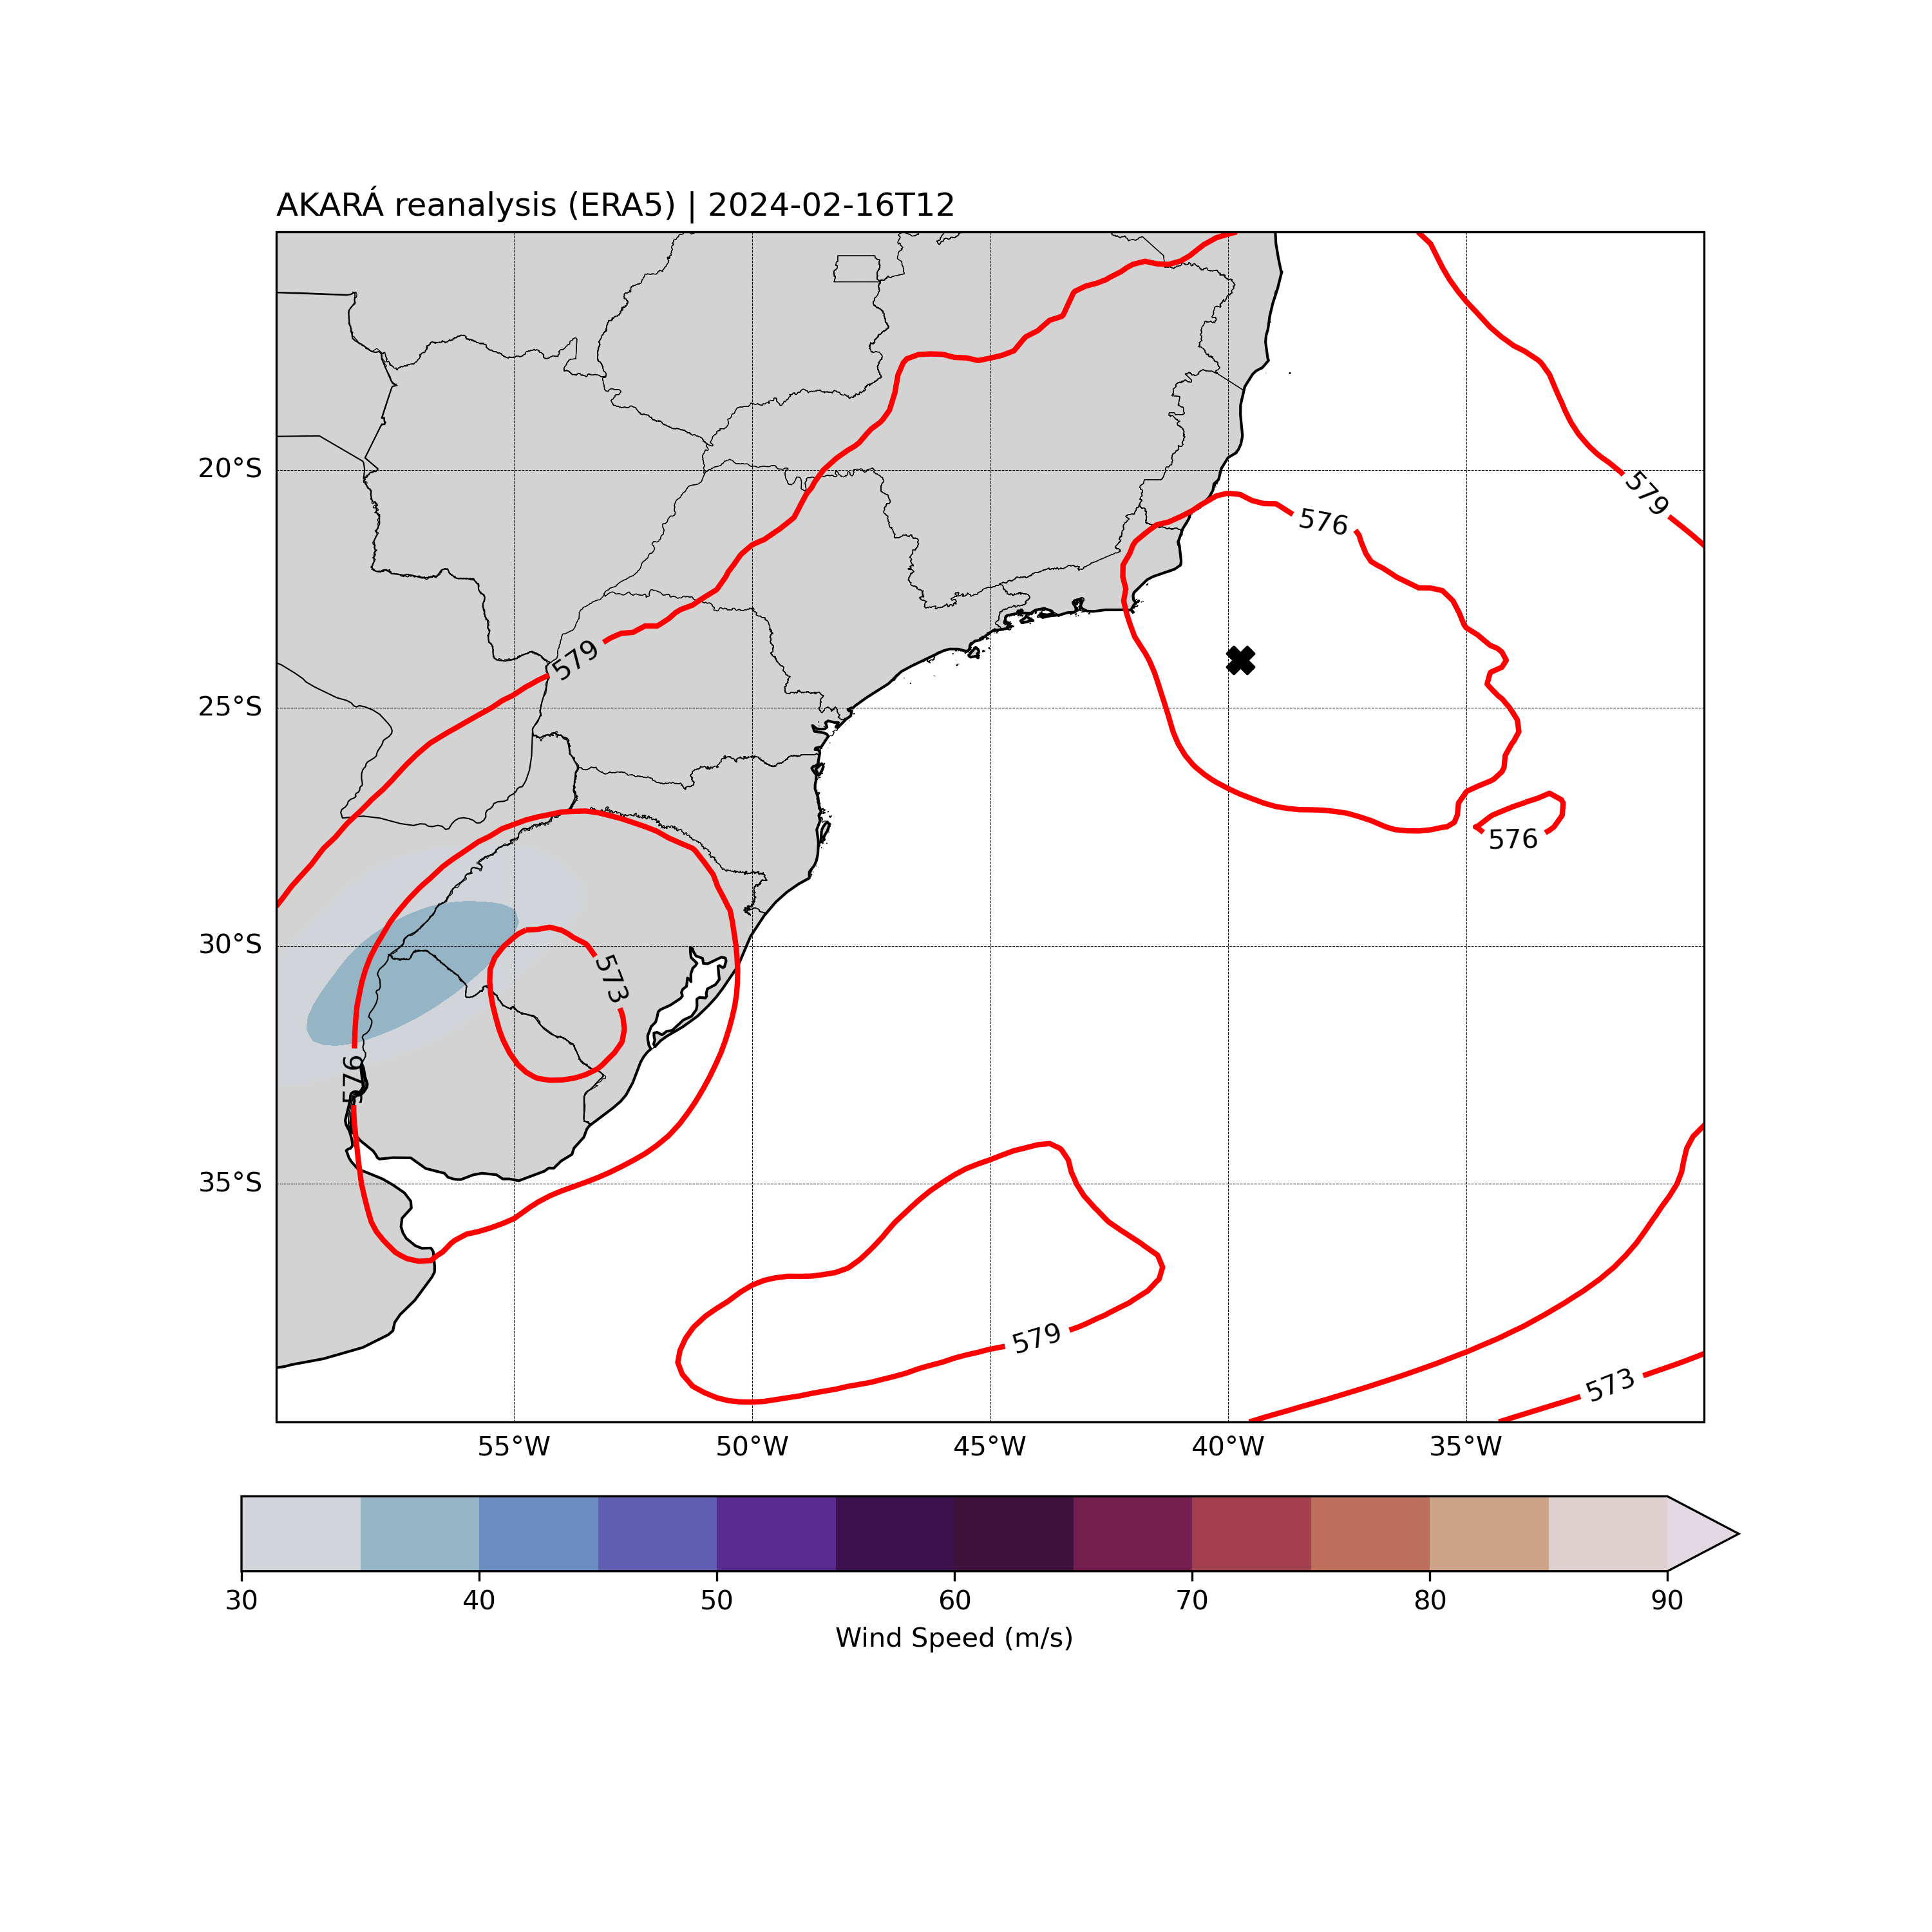 AKARÁ reanalysis (ERA5) | 2024-02-16T12
579
576
20°S
579
25°S
576
30°S
573
576
35°S
579
573
55°W 50°W 45°W 40°W 35°W
30 40 50 60 70 80 90
Wind Speed (m/s)